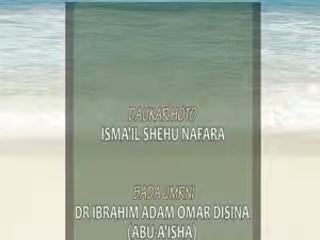 DAUKAR HOTO
ISMA'IL SHEHU NAFARA
BADA UMRNI
DR IBRAHIM ADAM OMAR DISINA
(ABU A'ISHA)